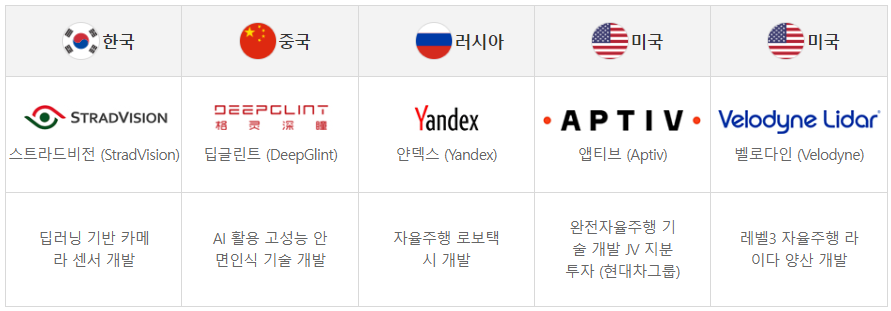 한국
중국
러시아
미국
미국
STRADVISION
DEEPGLINT
格灵深瞳
Yandex
• APTIV •
Velodyne Lidar
스트라드비전 (StradVision)
딥글린트 (DeepGlint)
얀덱스 (Yandex)
앱티브 (Aptiv)
벨로다인 (Velodyne)
딥러닝 기반 카메
라 센서 개발
AI 활용 고성능 안
면인식 기술 개발
자율주행 로보택
시 개발
완전자율주행 기
술 개발 JV 지분
투자 (현대차그룹)
레벨3 자율주행 라
이다 양산 개발